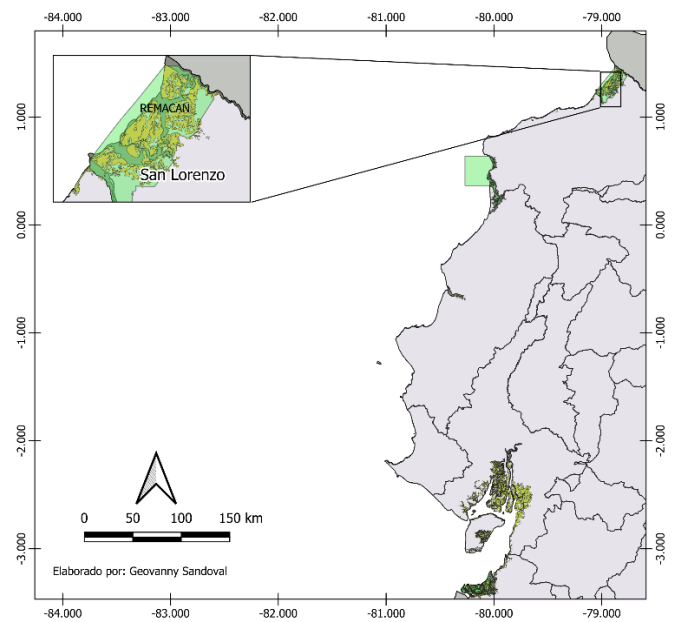 -84.000 -83.000 -82.000 -81.000 -80.000 -79.000
REMACAN
San Lorenzo
1.000 1.000
0.000 0.000
-1.000 -1.000
-2.000 -2.000
-3.000 -3.000
0 50 100 150 km
Elaborado por: Geovanny Sandoval
-84.000 -83.000 -82.000 -81.000 -80.000 -79.000